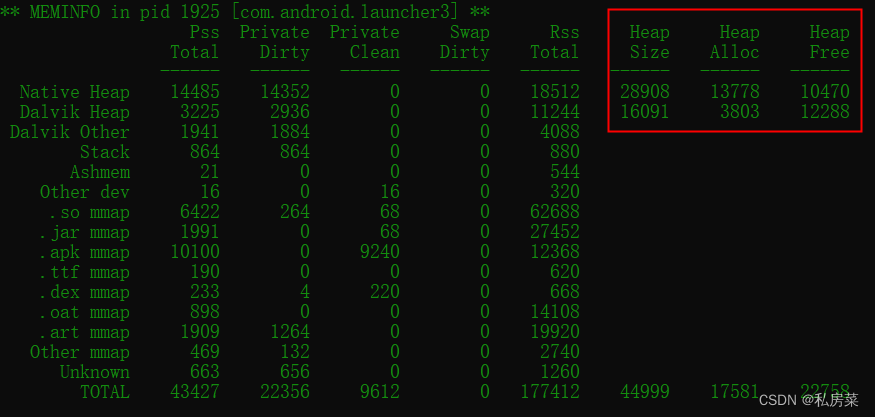 ** MEMINFO in pid 1925 [com.android.launcher3] **
Pss Private Private Swap Rss Heap Heap Heap
Total Dirty Clean Dirty Total Size Alloc Free
------ ------ ------ ------ ------ ------ ------ ------
Native Heap 14485 14352 0 0 18512 28908 13778 10470
Dalvik Heap 3225 2936 0 0 11244 16091 3803 12288
Dalvik Other 1941 1884 0 0 4088
Stack 864 864 0 0 880
Ashmem 21 0 0 0 544
Other dev 16 0 16 0 320
.so mmap 6422 264 68 0 62688
.jar mmap 1991 0 68 0 27452
.apk mmap 10100 0 9240 0 12368
.ttf mmap 190 0 0 0 620
.dex mmap 233 4 220 0 668
.oat mmap 898 0 0 0 14108
.art mmap 1909 1264 0 0 19920
Other mmap 469 132 0 0 2740
Unknown 663 656 0 0 1260
TOTAL 43427 22356 9612 0 177412 44999 17581 22758
CSDN @私房菜